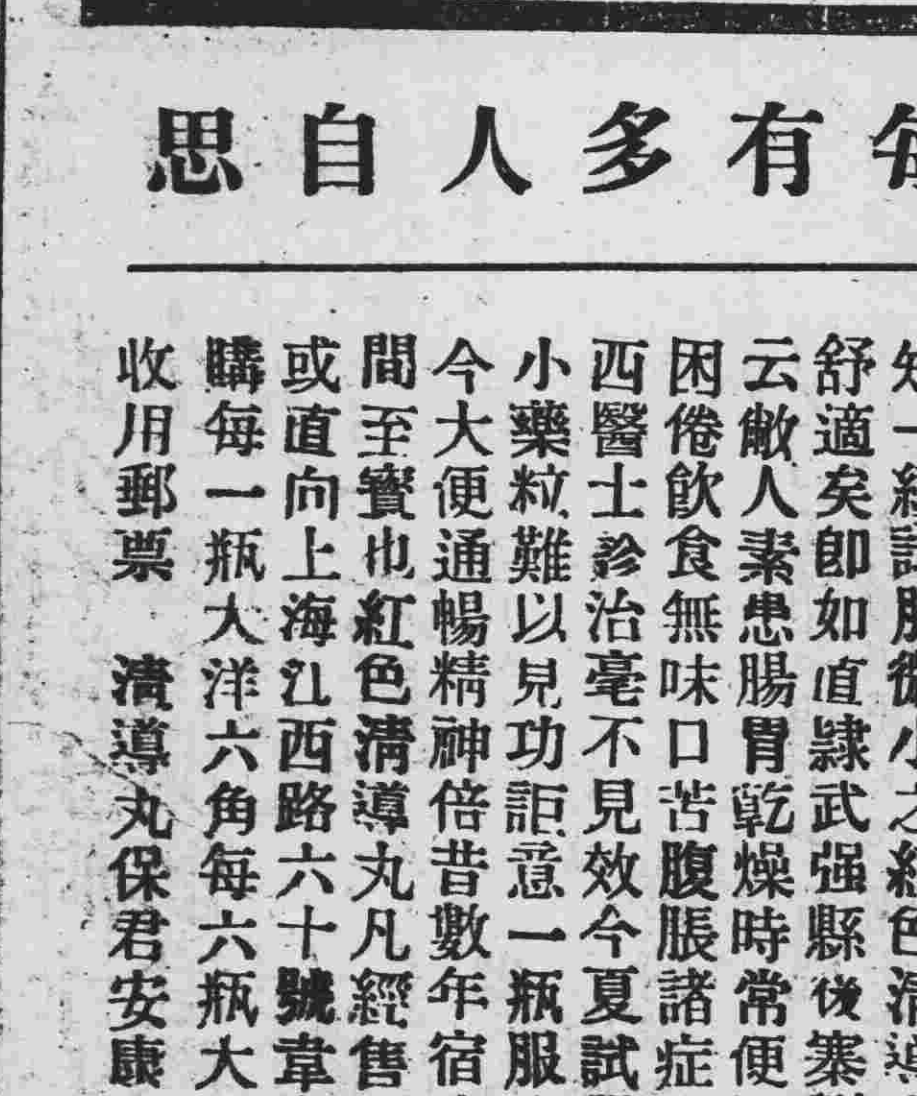 有多人自思
舒適矣卽如直隸武强縣後寨
云敝人素患腸胃乾燥時常便
困倦飮食無味口苦腹脹諸症
西醫士診治毫不見效今夏試
小藥粒難以見功詎意一瓶服
今大便通暢精神倍昔數年宿
間至寳也紅色淸導丸凡經售
或直向上海江西路六十號韋
購每一瓶大洋六角每六瓶大
收用郵票 淸導丸保君安康